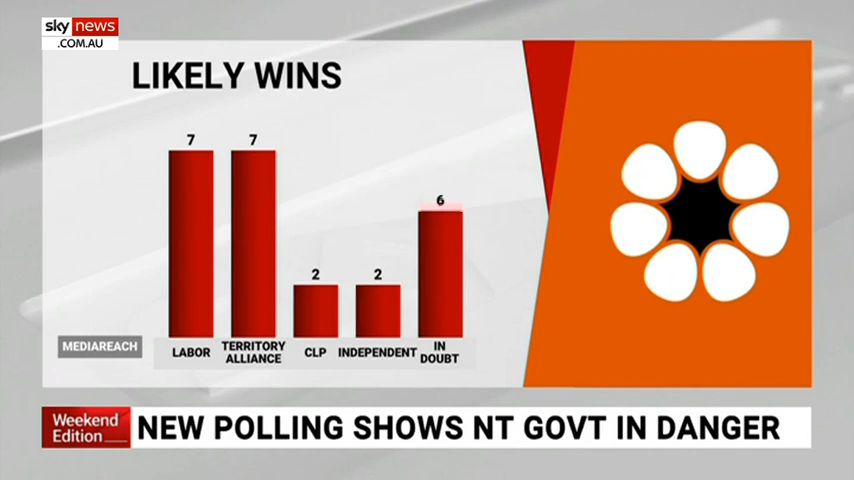 sky news
.COM.AU
LIKELY WINS
7
7
2
2
6
MEDIAREACH
LABOR
TERRITORY
ALLIANCE
CLP
INDEPENDENT
IN
DOUBT
Weekend
Edition
NEW POLLING SHOWS NT GOVT IN DANGER